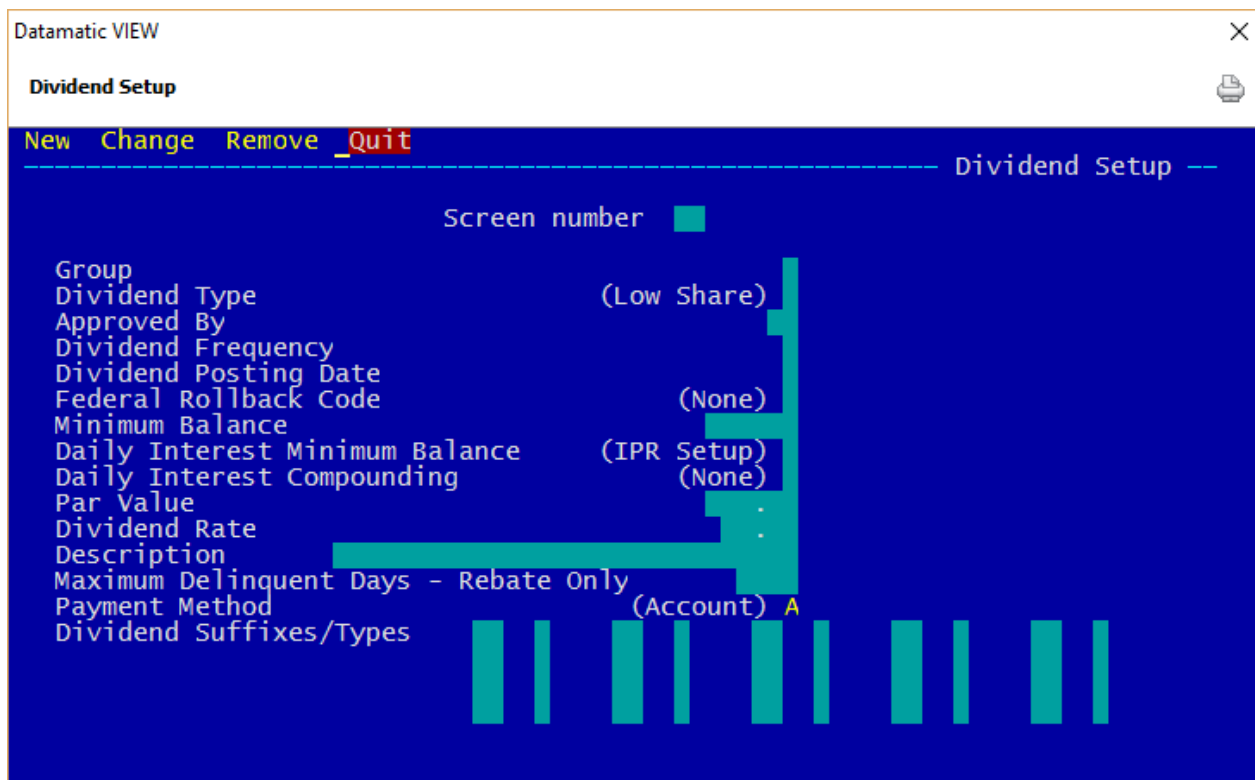 Datamatic VIEW
Dividend Setup
New Change Remove Quit
Dividend Setup
Screen number
Group
Dividend Type (Low Share)
Approved By
Dividend Frequency
Dividend Posting Date
Federal Rollback Code (None)
Minimum Balance
Daily Interest Minimum Balance (IPR Setup)
Daily Interest Compounding (None)
Par Value .
Dividend Rate .
Description
Maximum Delinquent Days - Rebate Only
Payment Method (Account) A
Dividend Suffixes/Types